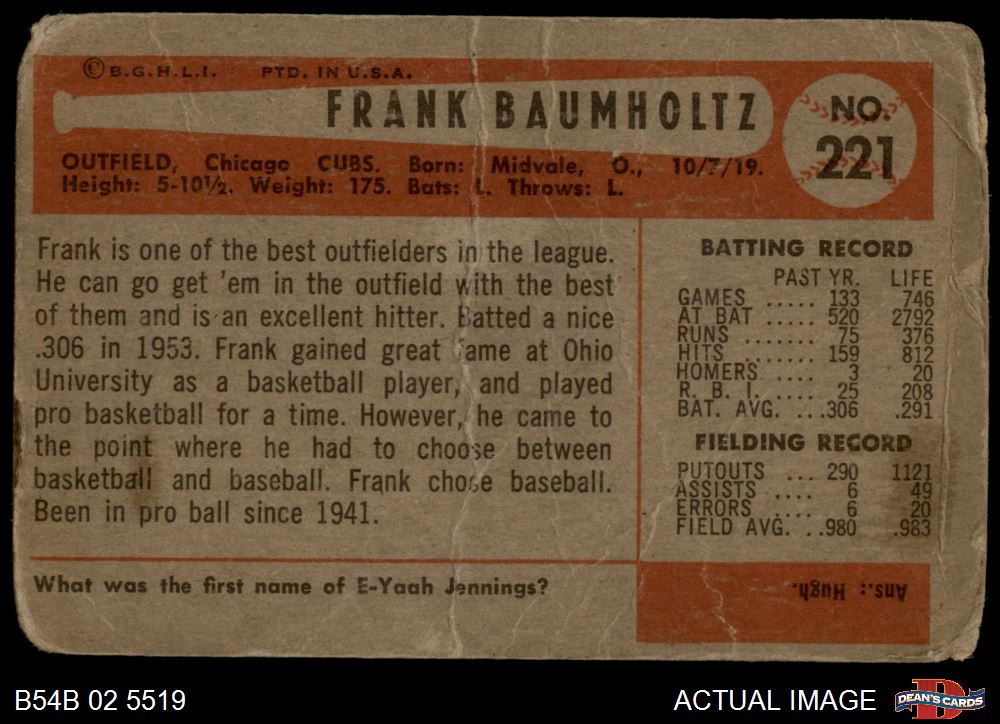 © B.G.H.L.I. PTD. IN U.S.A.
FRANK BAUMHOLTZ
NO.
221
OUTFIELD, Chicago CUBS. Born: Midvale, O., 10/7/19.
Height: 5-10½. Weight: 175. Bats: L. Throws: L.
Frank is one of the best outfielders in the league.
He can go get 'em in the outfield with the best
of them and is an excellent hitter. Batted a nice
.306 in 1953. Frank gained great fame at Ohio
University as a basketball player, and played
pro basketball for a time. However, he came to
the point where he had to choose between
basketball and baseball. Frank chose baseball.
Been in pro ball since 1941.
What was the first name of E-Yaah Jennings?
BATTING RECORD
PAST YR. LIFE
GAMES ..... 133 746
AT BAT ..... 520 2792
RUNS ..... 75 376
HITS ....... 159 812
HOMERS .... 3 20
R. B. I. .... 25 208
BAT. AVG. ...306 .291
FIELDING RECORD
PUTOUTS ... 290 1121
ASSISTS .... 6 49
ERRORS .... 6 20
FIELD AVG. ..980 .983
Ans.: Hugh.
B54B 02 5519
ACTUAL IMAGE
DEAN'S CARDS